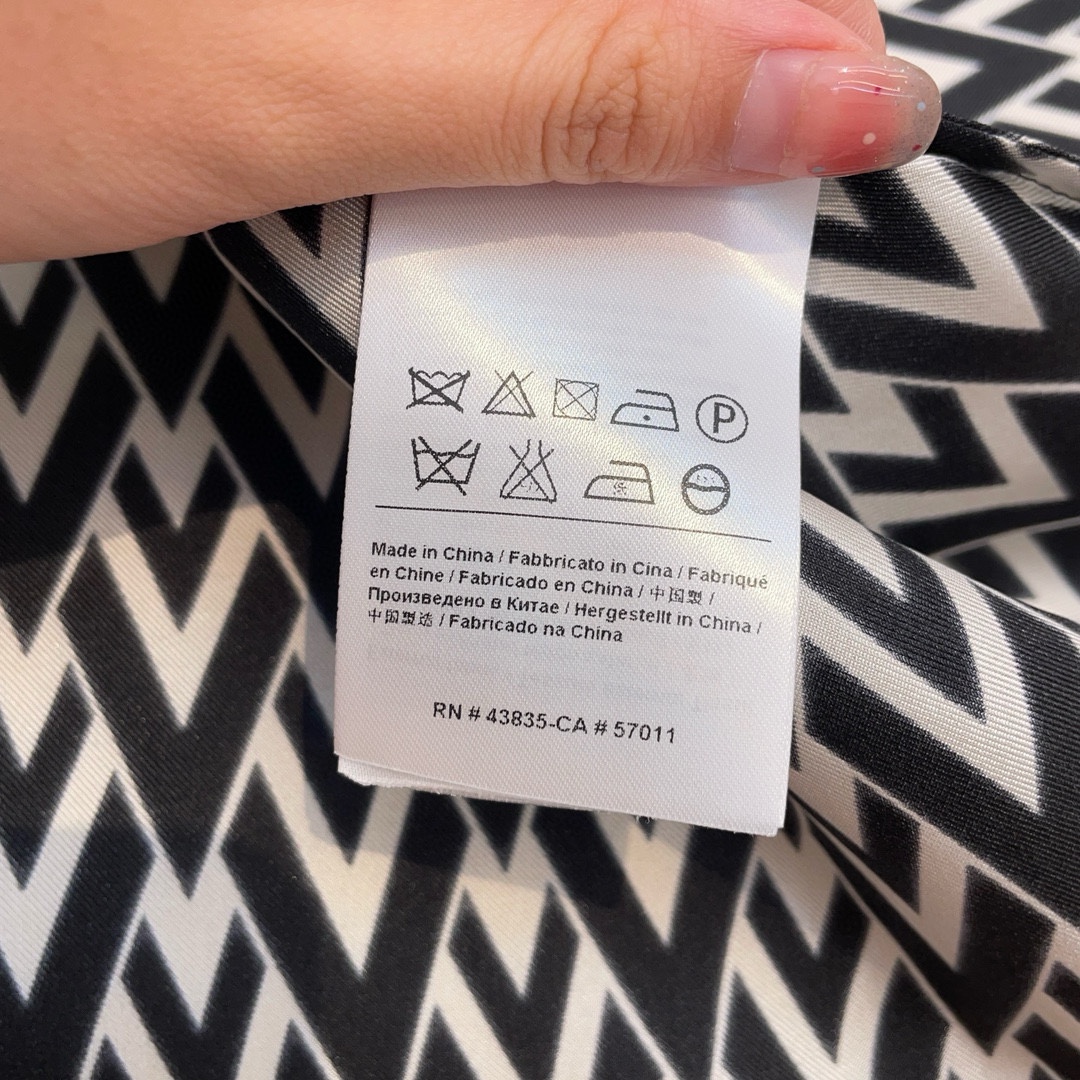 P
Made in China / Fabbricato in Cina / Fabriqué
en Chine / Fabricado en China / 中国製 /
Произведено в Китае / Hergestellt in China /
中国製造 / Fabricado na China
RN # 43835-CA # 57011